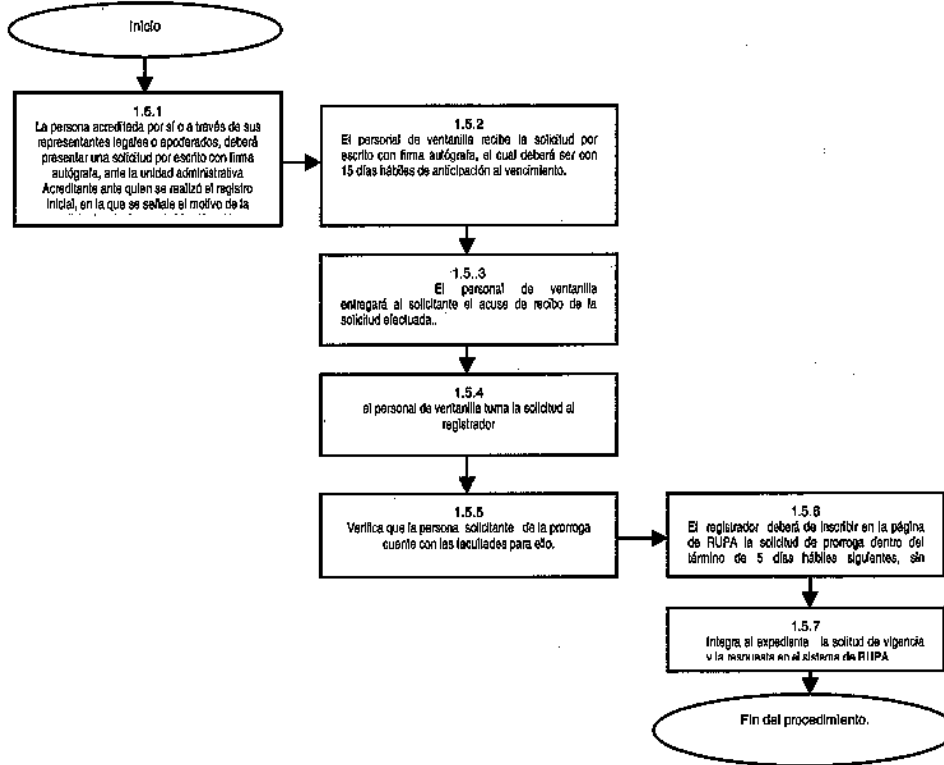 Inicio
1.5.1
La persona acreditada por sí o a través de sus
representantes legales o apoderados, deberá
presentar una solicitud por escrito con firma
autógrafa, ante la unidad administrativa
Acreditante ante quien se realizó el registro
inicial, en la que se señale el motivo de la
1.5.2
El personal de ventanilla recibe la solicitud por
escrito con firma autógrafa, el cual deberá ser con
15 días hábiles de anticipación al vencimiento.
1.5..3
El personal de ventanilla
entregará al solicitante el acuse de recibo de la
solicitud efectuada..
1.5.4
el personal de ventanilla turna la solicitud al
registrador
1.5.5
Verifica que la persona solicitante de la prorroga
cuente con las facultades para ello.
1.5.6
El registrador deberá de inscribir en la página
de RUPA la solicitud de prorroga dentro del
término de 5 días hábiles siguientes, sin
1.5.7
Integra al expediente la solitud de vigencia
y la respuesta en el sistema de RUPA
Fin del procedimiento.